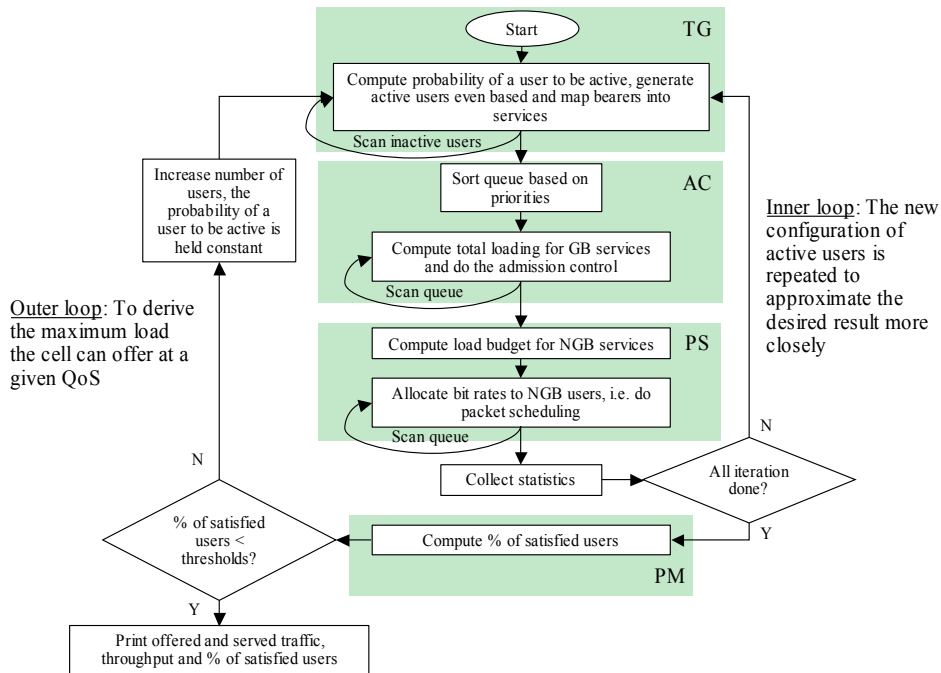 Start
TG
Compute probability of a user to be active, generate
active users even based and map bearers into
services
Scan inactive users
Increase number of
users, the
probability of a
user to be active is
held constant
Sort queue based on
priorities
AC
Compute total loading for GB services
and do the admission control
Scan queue
Inner loop: The new
configuration of
active users is
repeated to
approximate the
desired result more
closely
Outer loop: To derive
the maximum load
the cell can offer at a
given QoS
Compute load budget for NGB services
PS
Allocate bit rates to NGB users, i.e. do
packet scheduling
Scan queue
N
N
Collect statistics
All iteration
done?
Y
% of satisfied
users <
thresholds?
Compute % of satisfied users
PM
Y
Print offered and served traffic,
throughput and % of satisfied users